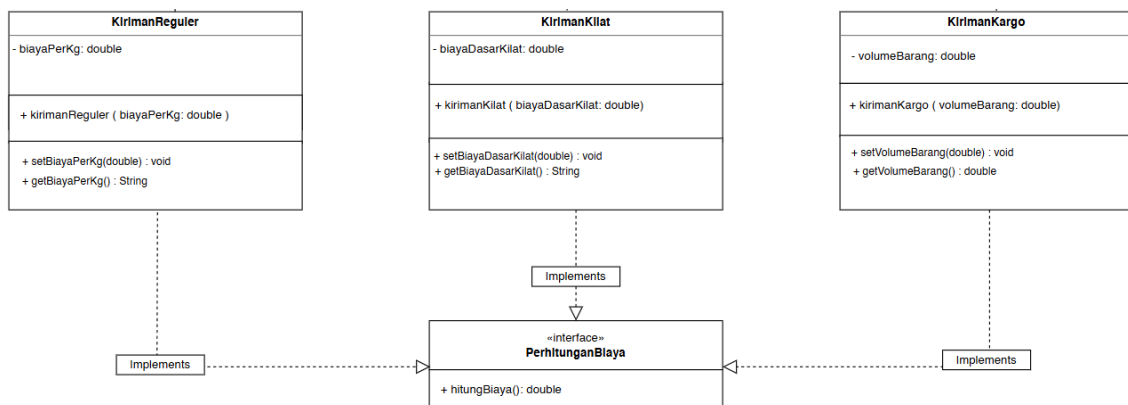 KirimanReguler
- biayaPerKg: double
+ kirimanReguler ( biayaPerKg: double )
+ setBiayaPerKg(double) : void
+ getBiayaPerKg() : String
KirimanKilat
- biayaDasarKilat: double
+ kirimanKilat ( biayaDasarKilat: double)
+ setBiayaDasarKilat(double) : void
+ getBiayaDasarKilat() : String
KirimanKargo
- volumeBarang: double
+ kirimanKargo ( volumeBarang: double)
+ setVolumeBarang(double) : void
+ getVolumeBarang() : double
Implements
Implements
Implements
«interface»
PerhitunganBiaya
+ hitungBiaya(): double